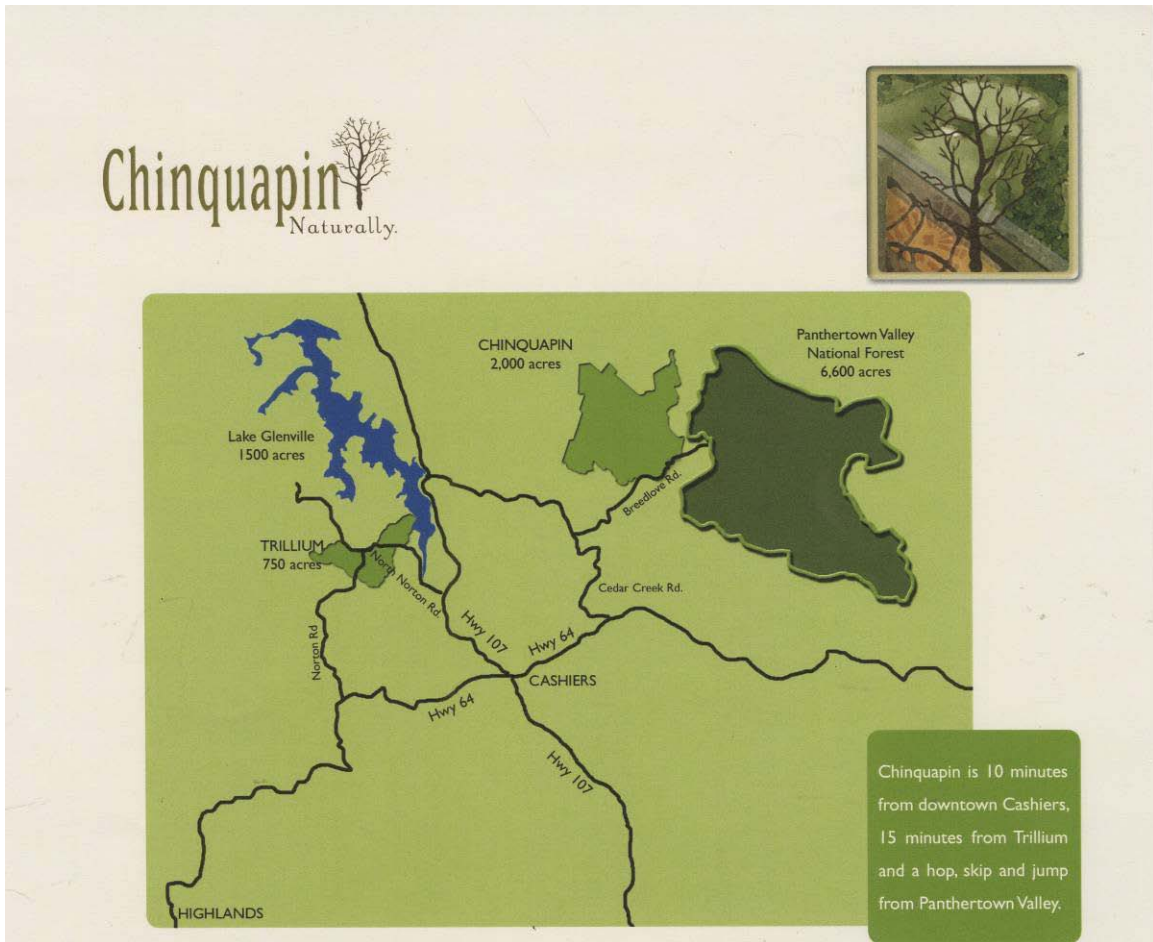 Chinquapin
Naturally.
CHINQUAPIN
2,000 acres
Panthertown Valley
National Forest
6,600 acres
Lake Glenville
1500 acres
Breedlove Rd.
TRILLIUM
750 acres
North Norton Rd.
Cedar Creek Rd.
Norton Rd
Hwy 107
Hwy 64
CASHIERS
Hwy 64
Hwy 107
HIGHLANDS
Chinquapin is 10 minutes
from downtown Cashiers,
15 minutes from Trillium
and a hop, skip and jump
from Panthertown Valley.